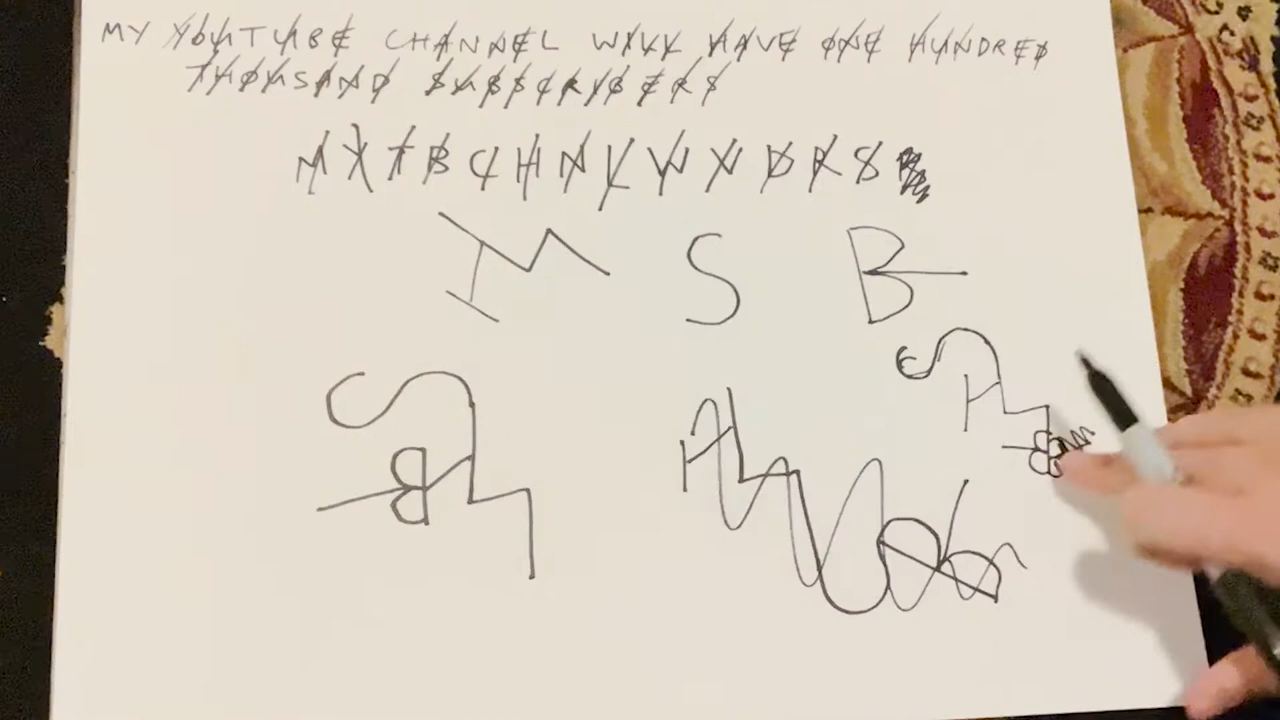 MY YOUTUBE CHANNEL WILL HAVE ONE HUNDRED
THOUSAND SUBSCRIBERS
M Y T B C H N L W V D R S
M S B